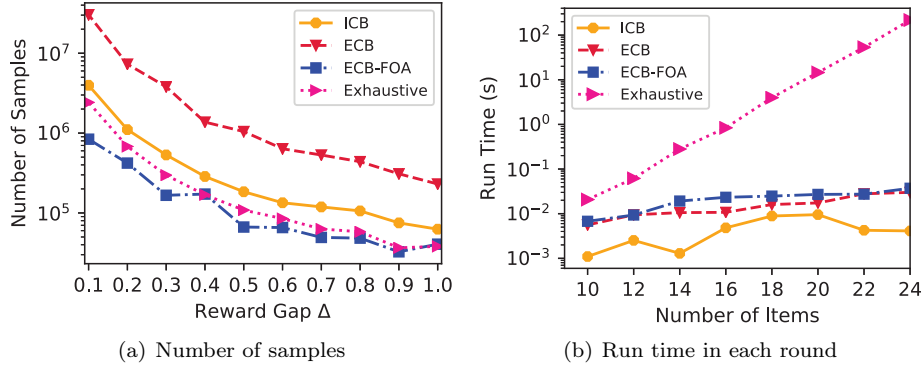 Number of Samples
10^7
10^6
10^5
ICB
ECB
ECB-FOA
Exhaustive
0.1 0.2 0.3 0.4 0.5 0.6 0.7 0.8 0.9 1.0
Reward Gap Δ
(a) Number of samples
Run Time (s)
10^2
10^1
10^0
10^−1
10^−2
10^−3
ICB
ECB
ECB-FOA
Exhaustive
10 12 14 16 18 20 22 24
Number of Items
(b) Run time in each round